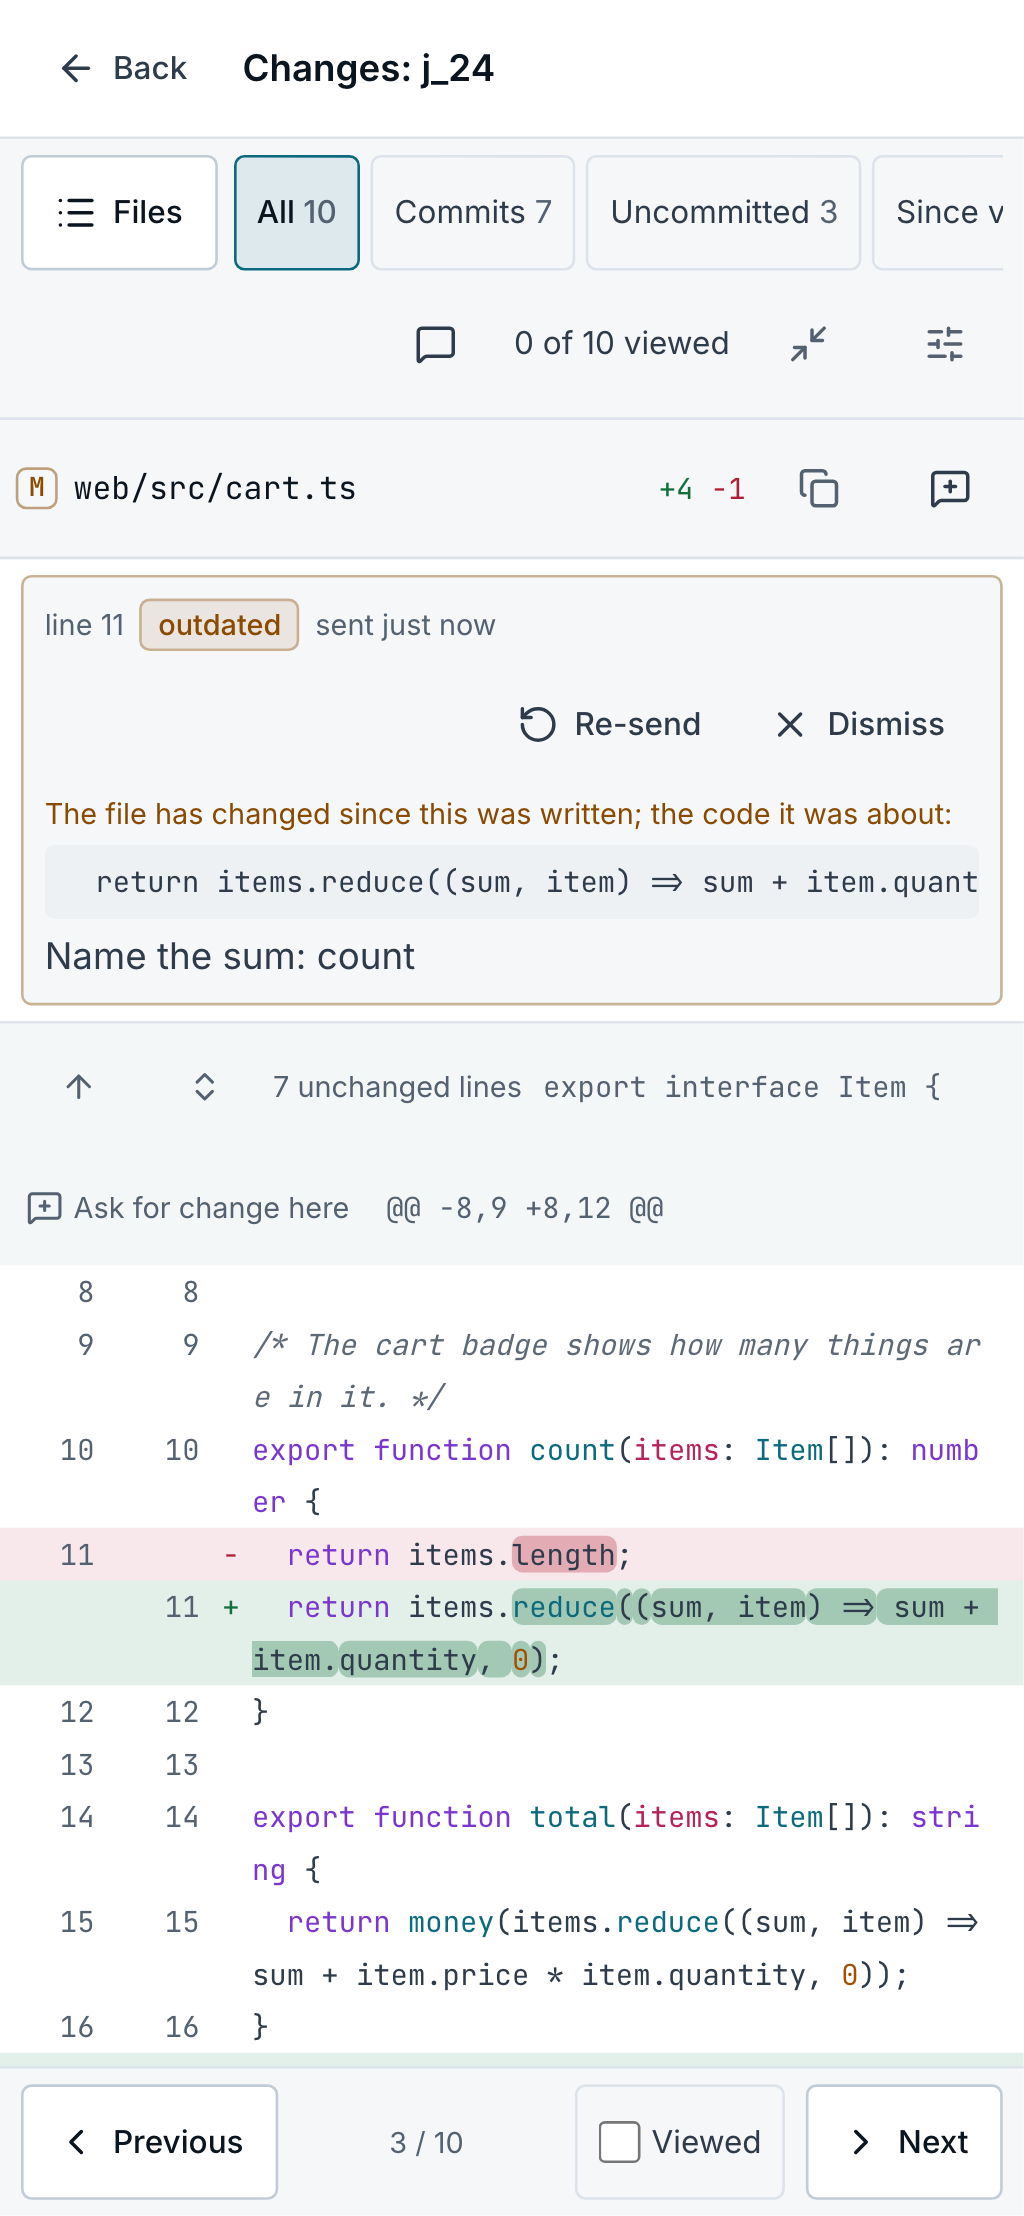 Back Changes: j_24
Files All 10 Commits 7 Uncommitted 3 Since v
0 of 10 viewed
M web/src/cart.ts +4 -1
line 11 outdated sent just now
Re-send Dismiss
The file has changed since this was written; the code it was about:
return items.reduce((sum, item) => sum + item.quant
Name the sum: count
7 unchanged lines export interface Item {
Ask for change here @@ -8,9 +8,12 @@
8 8
9 9 /* The cart badge shows how many things ar
e in it. */
10 10 export function count(items: Item[]): numb
er {
11 - return items.length;
11 + return items.reduce((sum, item) => sum +
item.quantity, 0);
12 12 }
13 13
14 14 export function total(items: Item[]): stri
ng {
15 15 return money(items.reduce((sum, item) =>
sum + item.price * item.quantity, 0));
16 16 }
Previous 3 / 10 Viewed Next